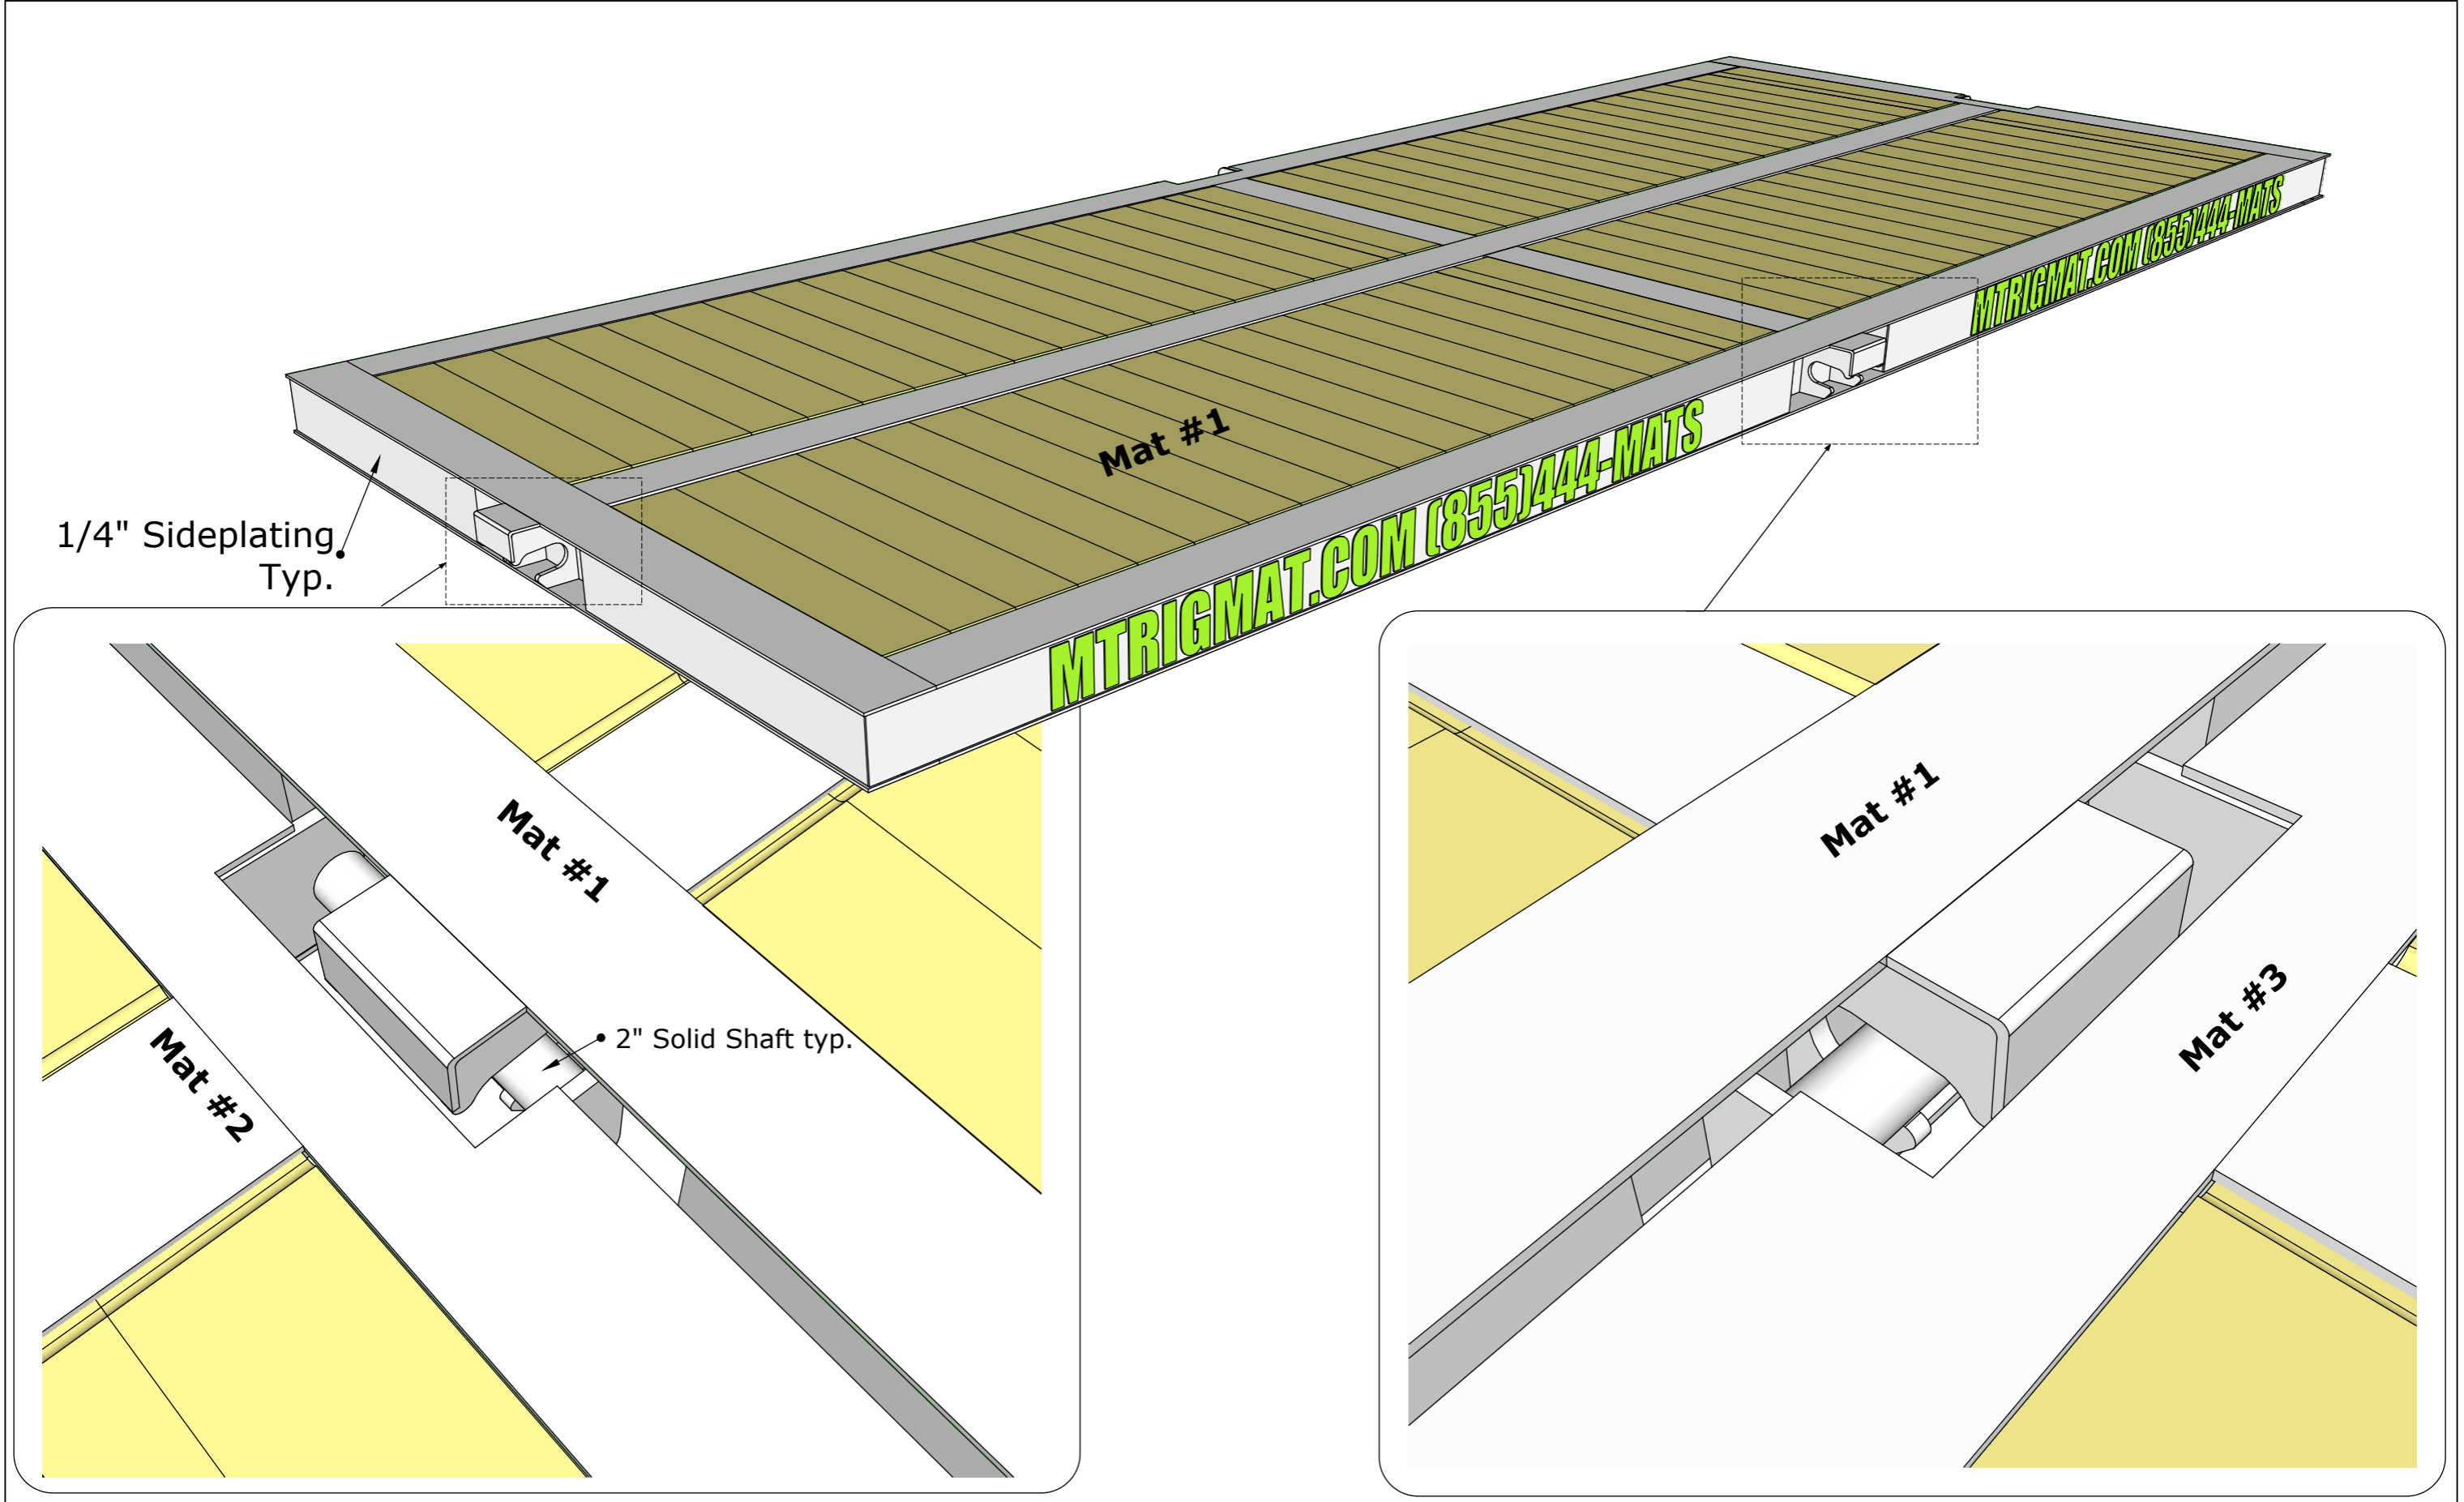 MTRIGMAT.COM (855)444-MATS
Mat #1
MTRIGMAT.COM (855)444-MATS
1/4" Sideplating
Typ.
Mat #1
2" Solid Shaft typ.
Mat #2
Mat #1
Mat #3